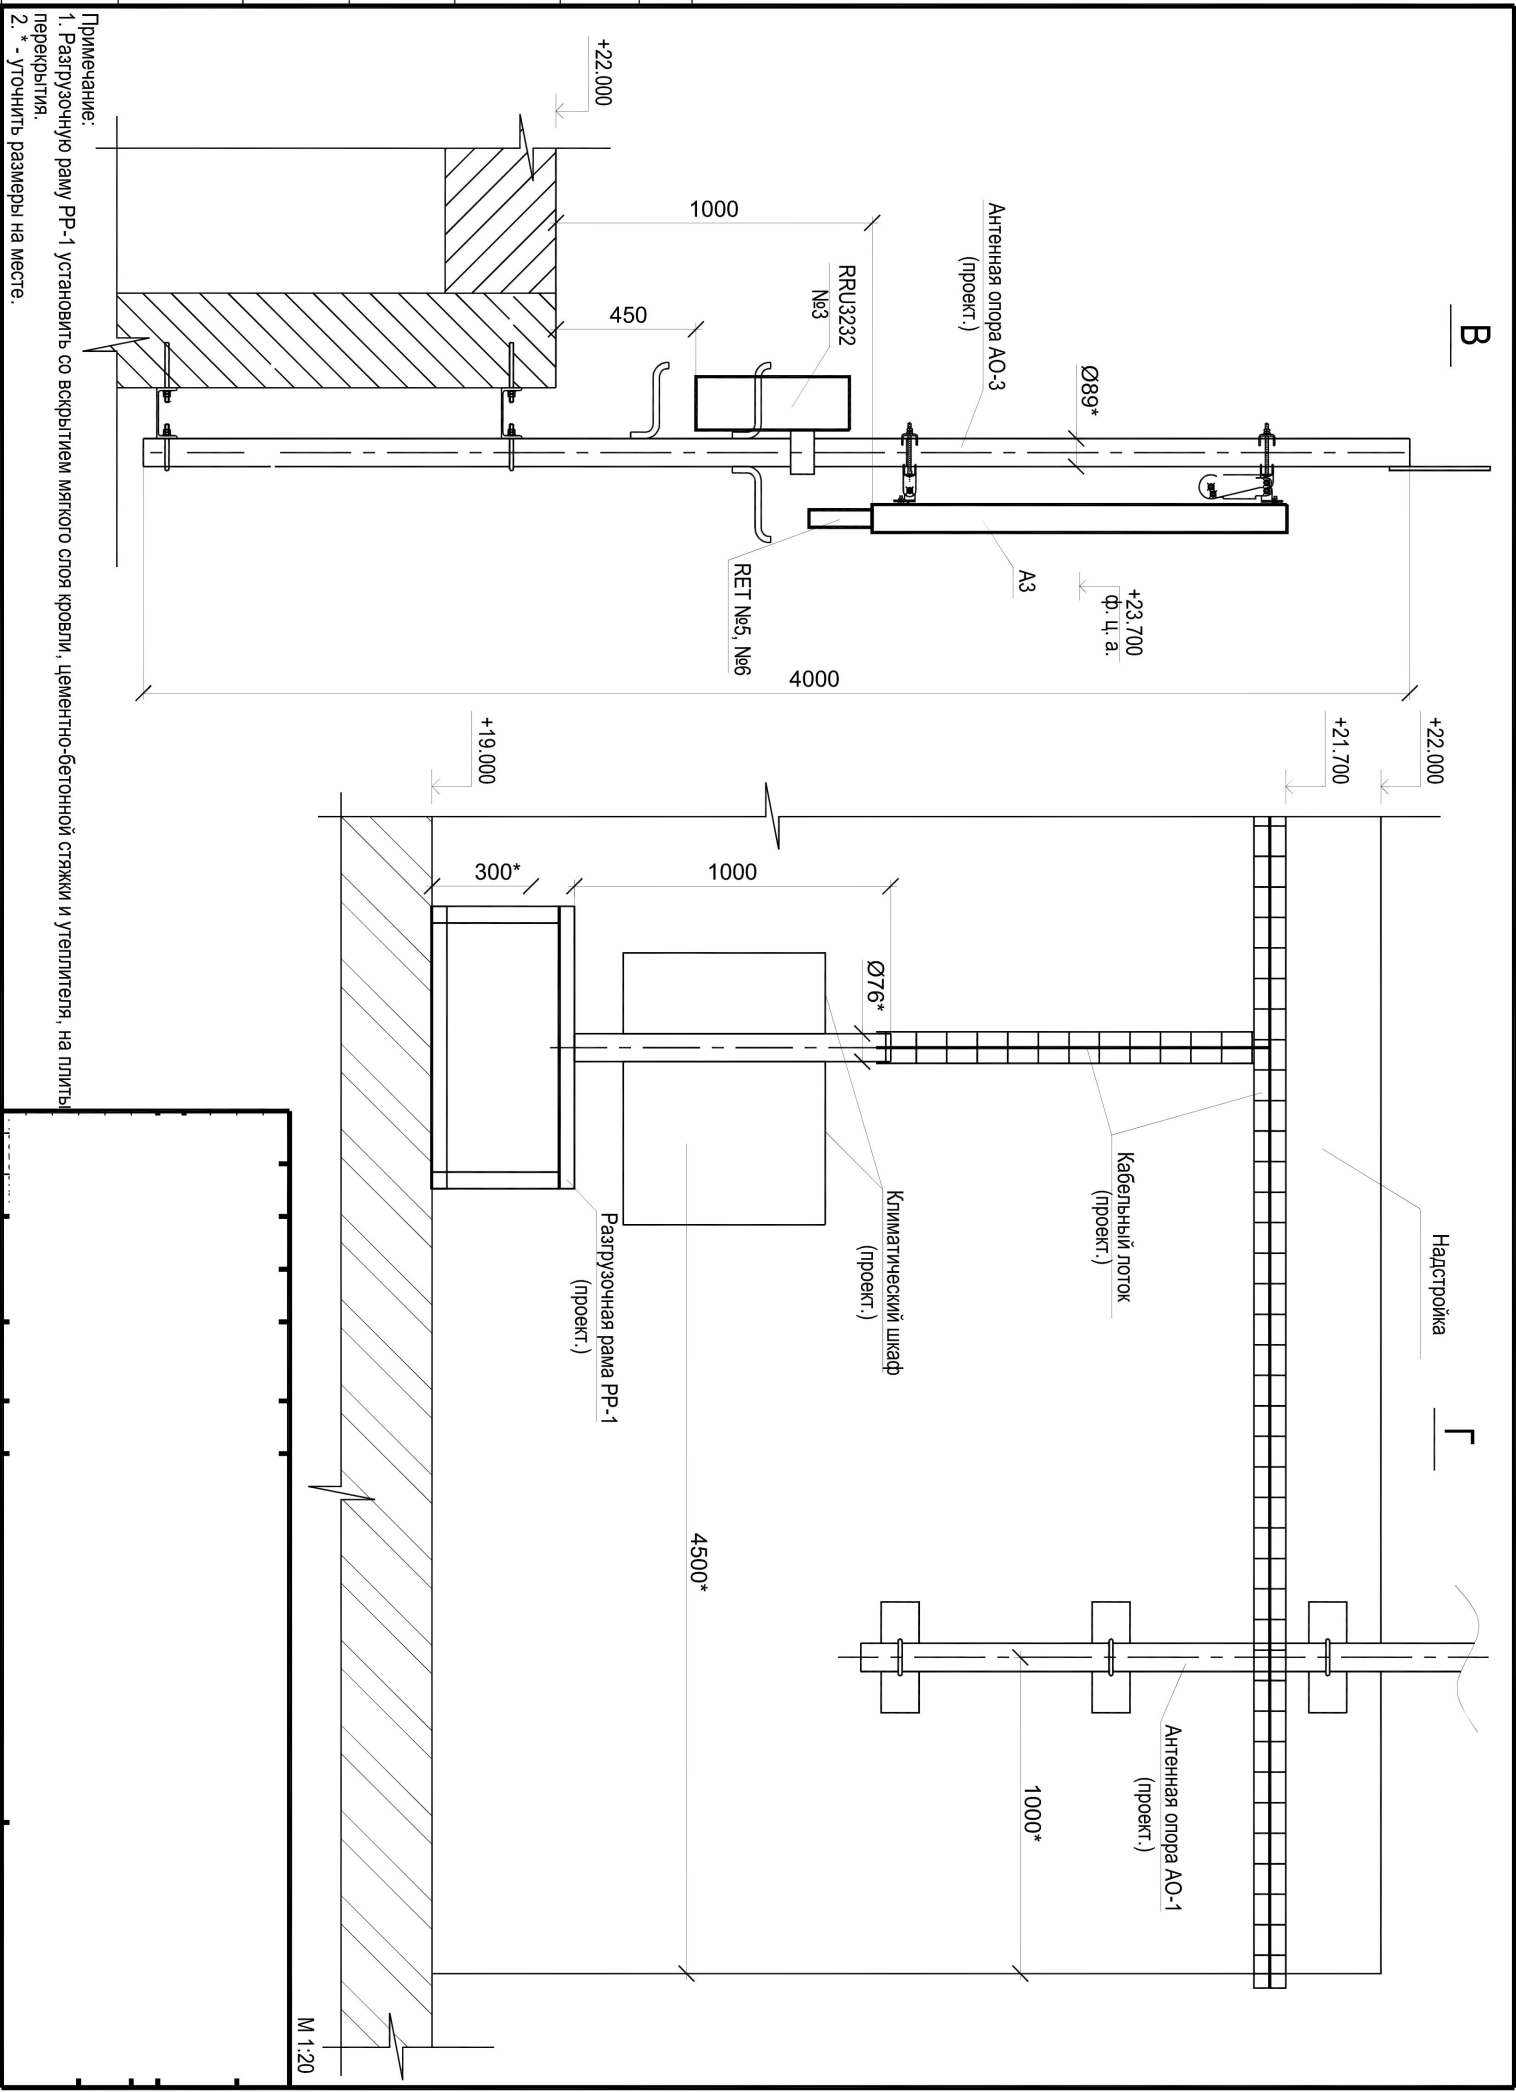 В
+22.000
1000
450
RRU3232
№3
Антенная опора АО-3
(проект.)
Ø89*
А3
+23.700
ф. ц. а.
RET №5, №6
4000
Г
+22.000
+21.700
+19.000
300*
1000
Ø76*
Надстройка
Кабельный лоток
(проект.)
Климатический шкаф
(проект.)
Разгрузочная рама РР-1
(проект.)
4500*
1000*
Антенная опора АО-1
(проект.)
М 1:20
Примечание:
1. Разгрузочную раму РР-1 установить со вскрытием мягкого слоя кровли, цементно-бетонной стяжки и утеплителя, на плиты
перекрытия.
2. * - уточнить размеры на месте.